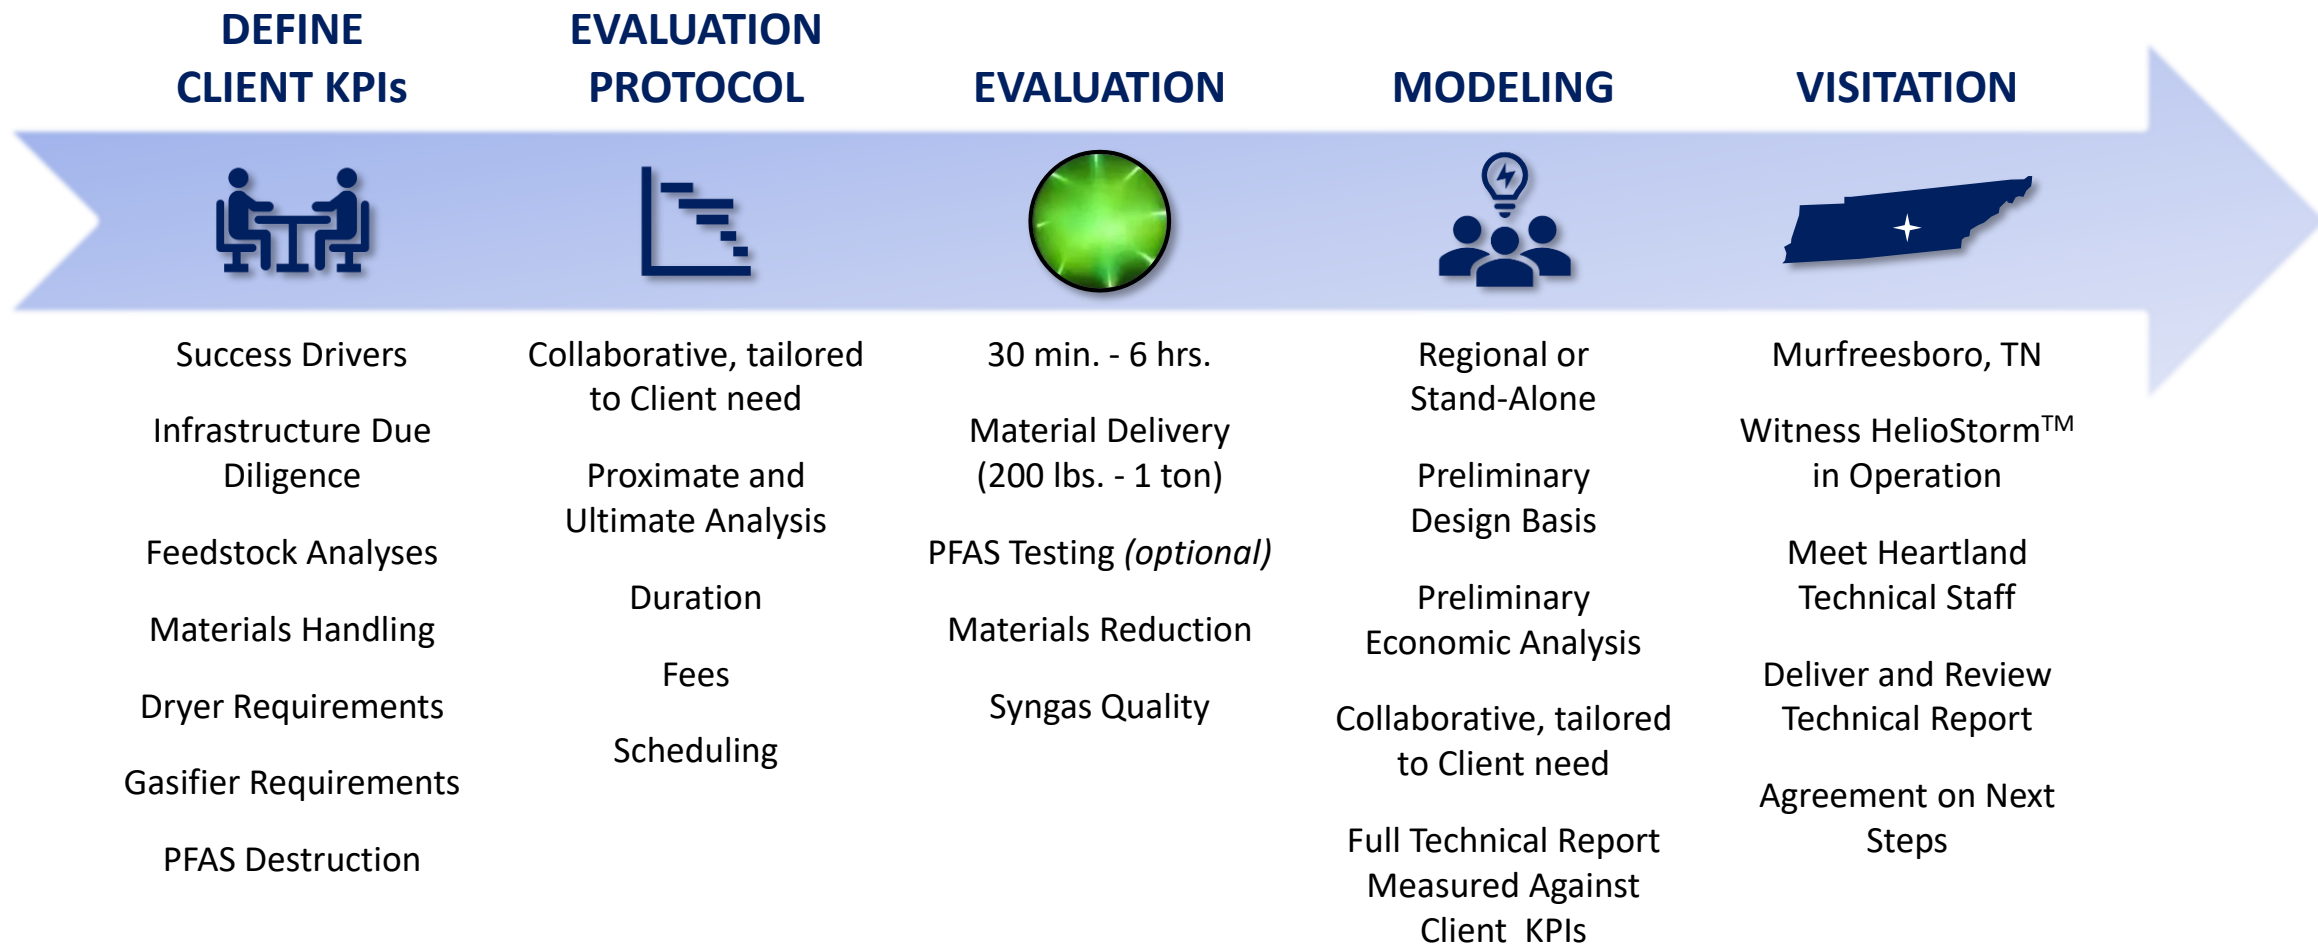 DEFINE
CLIENT KPIs
EVALUATION
PROTOCOL
EVALUATION
MODELING
VISITATION
Success Drivers
Infrastructure Due
Diligence
Feedstock Analyses
Materials Handling
Dryer Requirements
Gasifier Requirements
PFAS Destruction
Collaborative, tailored
to Client need
Proximate and
Ultimate Analysis
Duration
Fees
Scheduling
30 min. - 6 hrs.
Material Delivery
(200 lbs. - 1 ton)
PFAS Testing (optional)
Materials Reduction
Syngas Quality
Regional or
Stand-Alone
Preliminary
Design Basis
Preliminary
Economic Analysis
Collaborative, tailored
to Client need
Full Technical Report
Measured Against
Client  KPIs
Murfreesboro, TN
Witness HelioStorm™
in Operation
Meet Heartland
Technical Staff
Deliver and Review
Technical Report
Agreement on Next
Steps